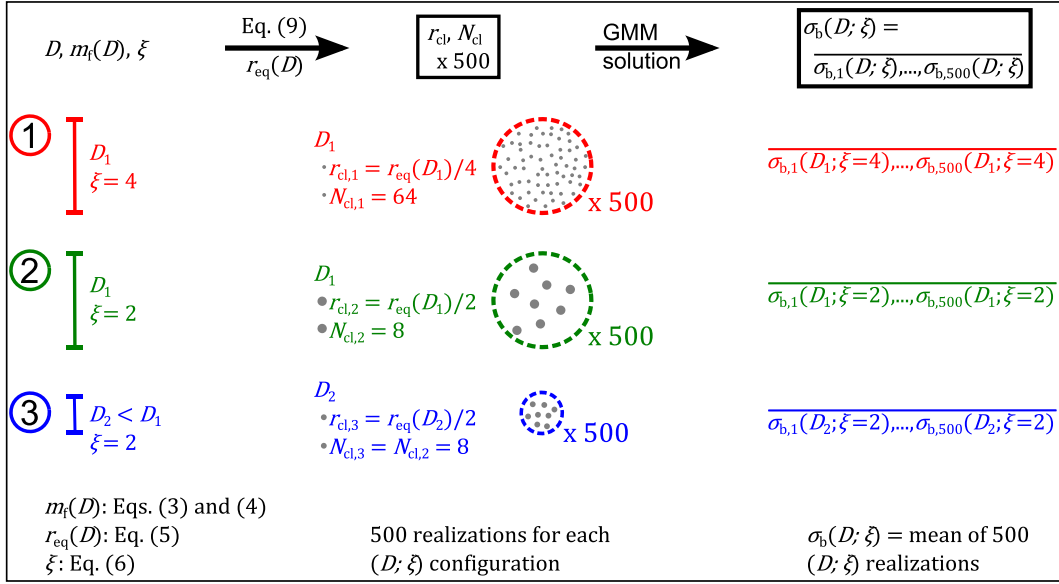 D, m_f(D), ξ
Eq. (9)
r_eq(D)
r_cl, N_cl
x 500
GMM
solution
σ_b(D; ξ) =
σ_b,1(D; ξ),...,σ_b,500(D; ξ)
1
D_1
ξ = 4
D_1
r_cl,1 = r_eq(D_1)/4
N_cl,1 = 64
x 500
σ_b,1(D_1;ξ=4),...,σ_b,500(D_1;ξ=4)
2
D_1
ξ = 2
D_1
r_cl,2 = r_eq(D_1)/2
N_cl,2 = 8
x 500
σ_b,1(D_1;ξ=2),...,σ_b,500(D_1;ξ=2)
3
D_2 < D_1
ξ = 2
D_2
r_cl,3 = r_eq(D_2)/2
N_cl,3 = N_cl,2 = 8
x 500
σ_b,1(D_2;ξ=2),...,σ_b,500(D_2;ξ=2)
m_f(D): Eqs. (3) and (4)
r_eq(D): Eq. (5)
ξ: Eq. (6)
500 realizations for each
(D; ξ) configuration
σ_b(D; ξ) = mean of 500
(D; ξ) realizations